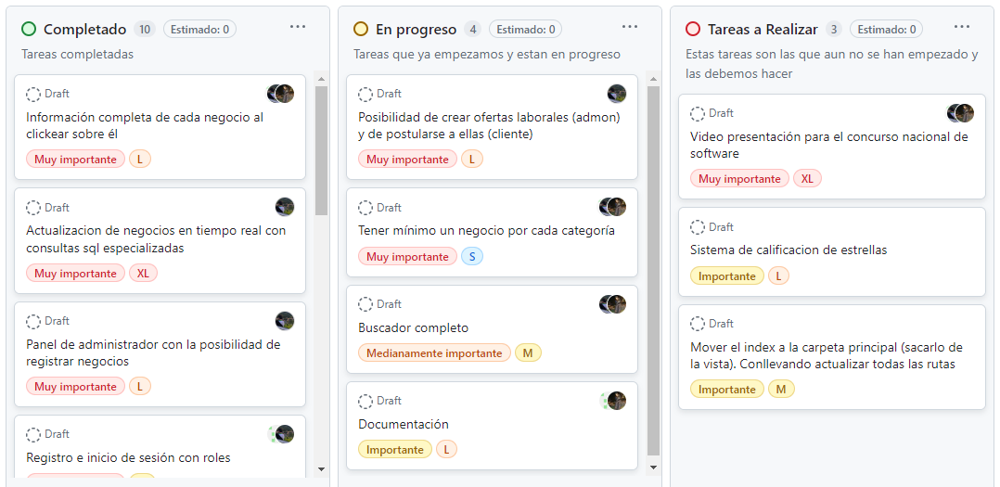 Completado 10 Estimado: 0 ...
Tareas completadas
Draft
Información completa de cada negocio al
clickear sobre él
Muy importante L
Draft
Actualizacion de negocios en tiempo real con
consultas sql especializadas
Muy importante XL
Draft
Panel de administrador con la posibilidad de
registrar negocios
Muy importante L
Draft
Registro e inicio de sesión con roles
En progreso 4 Estimado: 0 ...
Tareas que ya empezamos y estan en progreso
Draft
Posibilidad de crear ofertas laborales (admon)
y de postularse a ellas (cliente)
Muy importante L
Draft
Tener mínimo un negocio por cada categoría
Muy importante S
Draft
Buscador completo
Medianamente importante M
Draft
Documentación
Importante L
Tareas a Realizar 3 Estimado: 0 ...
Estas tareas son las que aun no se han empezado y
las debemos hacer
Draft
Video presentación para el concurso nacional de
software
Muy importante XL
Draft
Sistema de calificacion de estrellas
Importante L
Draft
Mover el index a la carpeta principal (sacarlo de
la vista). Conllevando actualizar todas las rutas
Importante M